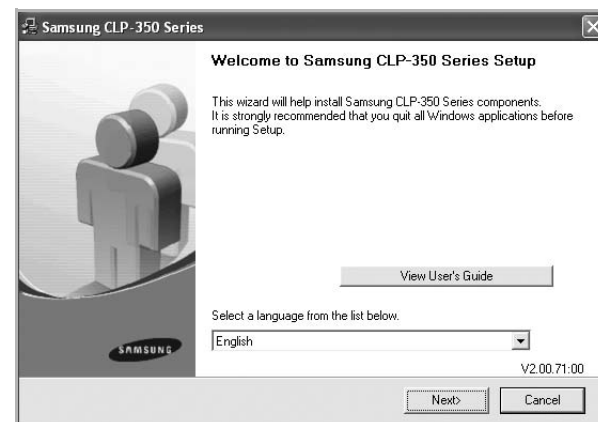 Samsung CLP-350 Series
Welcome to Samsung CLP-350 Series Setup
This wizard will help install Samsung CLP-350 Series components.
It is strongly recommended that you quit all Windows applications before
running Setup.
View User's Guide
Select a language from the list below.
English
SAMSUNG
V2.00.71:00
Next>
Cancel